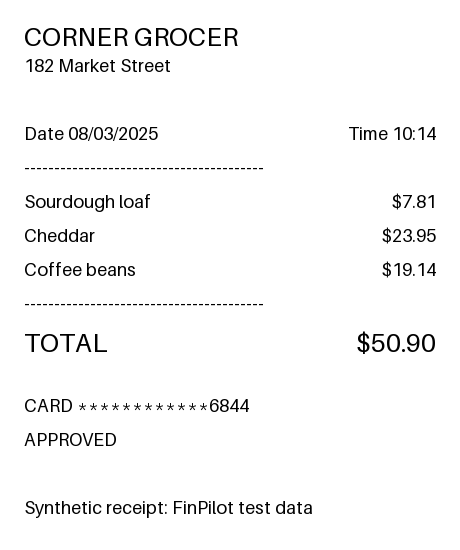 CORNER GROCER
182 Market Street
Date 08/03/2025 Time 10:14
----------------------------------------
Sourdough loaf $7.81
Cheddar $23.95
Coffee beans $19.14
----------------------------------------
TOTAL $50.90
CARD ************6844
APPROVED
Synthetic receipt: FinPilot test data